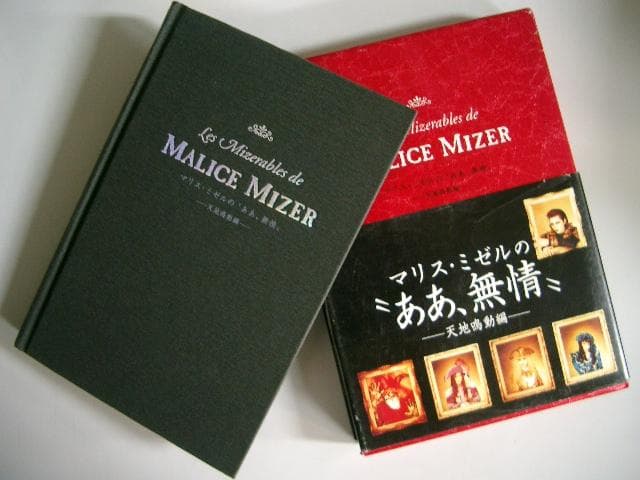 Les Mizerables de
MALICE MIZER
マリス・ミゼルの〝ああ、無情〟
天地鳴動編
Mizerables de
LICE MIZER
マリス・ミゼルの
〝ああ、無情〟
天地鳴動編